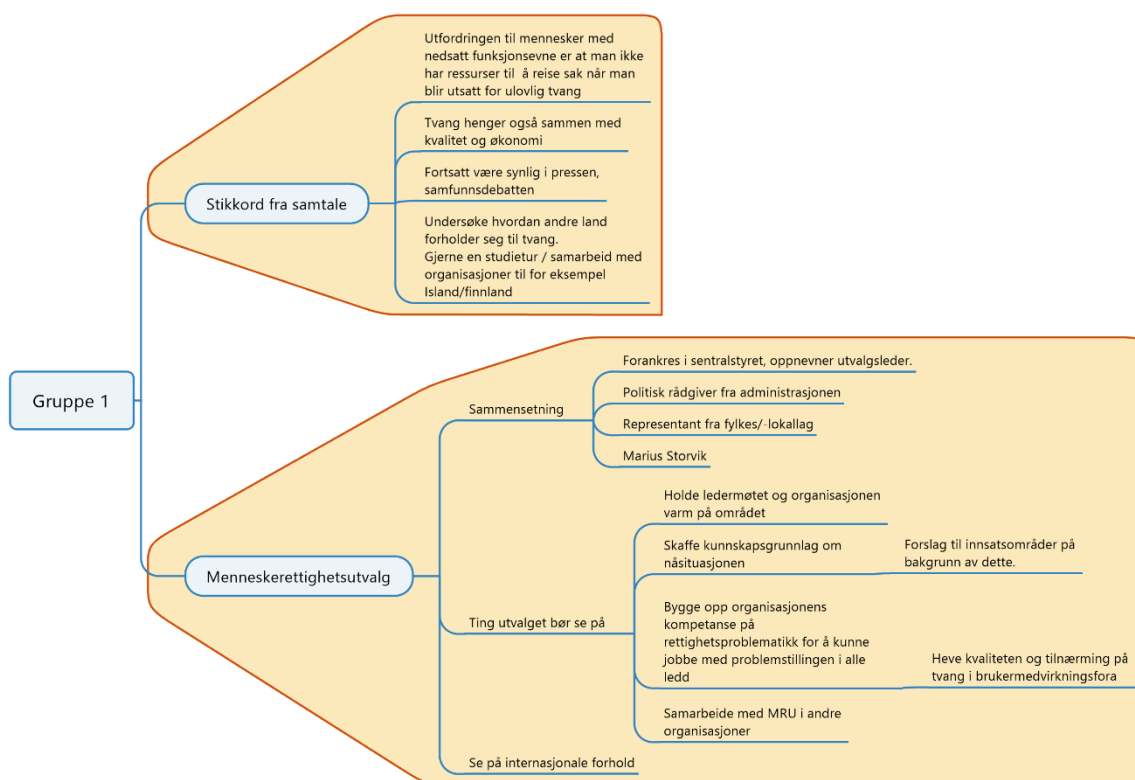 Gruppe 1
Stikkord fra samtale
Utfordringen til mennesker med
nedsatt funksjonsevne er at man ikke
har ressurser til å reise sak når man
blir utsatt for ulovlig tvang
Tvang henger også sammen med
kvalitet og økonomi
Fortsatt være synlig i pressen,
samfunnsdebatten
Undersøke hvordan andre land
forholder seg til tvang.
Gjerne en studietur / samarbeid med
organisasjoner til for eksempel
Island/finnland
Menneskerettighetsutvalg
Sammensetning
Forankres i sentralstyret, oppnevner utvalgsleder.
Politisk rådgiver fra administrasjonen
Representant fra fylkes/-lokallag
Marius Storvik
Ting utvalget bør se på
Holde ledermøtet og organisasjonen
varm på området
Skaffe kunnskapsgrunnlag om
nåsituasjonen
Forslag til innsatsområder på
bakgrunn av dette.
Bygge opp organisasjonens
kompetanse på
rettighetsproblematikk for å kunne
jobbe med problemstillingen i alle
ledd
Heve kvaliteten og tilnærming på
tvang i brukermedvirkningsfora
Samarbeide med MRU i andre
organisasjoner
Se på internasjonale forhold